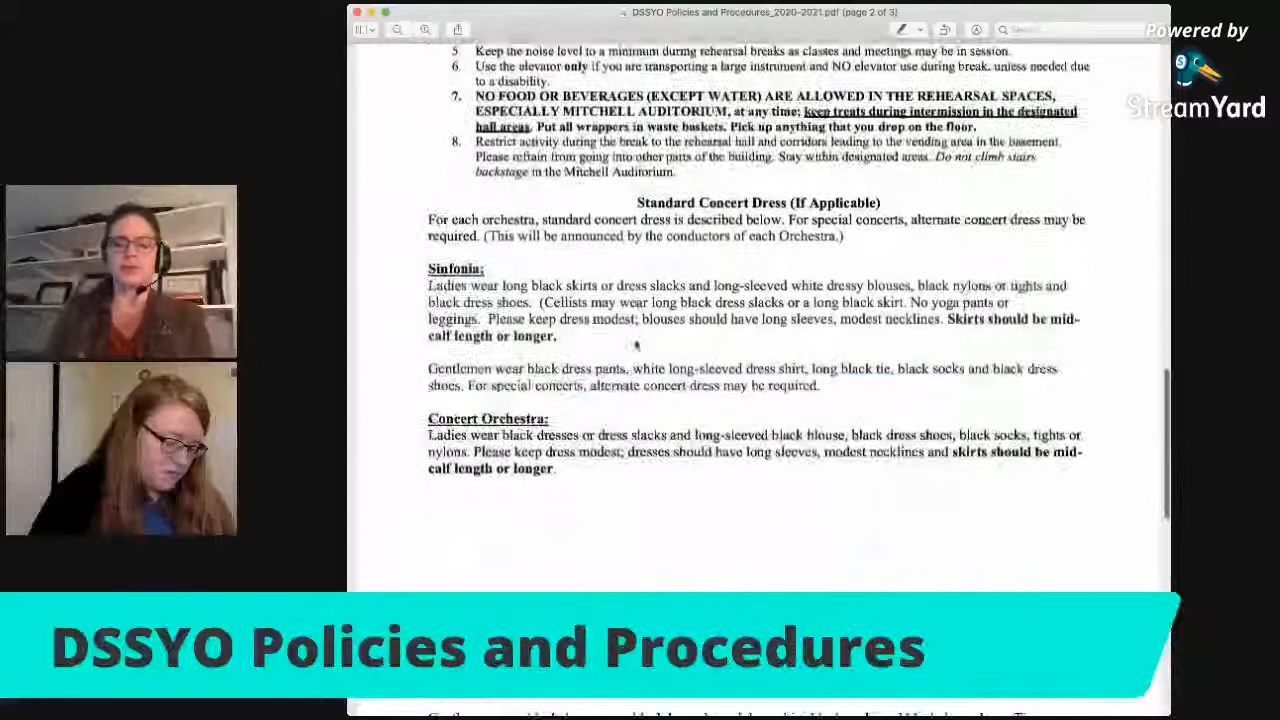 DSSYO Policies and Procedures_2020-2021.pdf (page 2 of 3)
Powered by
StreamYard
5 Keep the noise level to a minimum during rehearsal breaks as classes and meetings may be in session.
6. Use the elevator only if you are transporting a large instrument and NO elevator use during break, unless needed due
to a disability.
7. NO FOOD OR BEVERAGES (EXCEPT WATER) ARE ALLOWED IN THE REHEARSAL SPACES,
ESPECIALLY MITCHELL AUDITORIUM, at any time; keep treats during intermission in the designated
hall areas. Put all wrappers in waste baskets. Pick up anything that you drop on the floor.
8. Restrict activity during the break to the rehearsal hall and corridors leading to the vending area in the basement.
Please refrain from going into other parts of the building. Stay within designated areas. Do not climb stairs
backstage in the Mitchell Auditorium.
Standard Concert Dress (If Applicable)
For each orchestra, standard concert dress is described below. For special concerts, alternate concert dress may be
required. (This will be announced by the conductors of each Orchestra.)
Sinfonia:
Ladies wear long black skirts or dress slacks and long-sleeved white dressy blouses, black nylons or tights and
black dress shoes. (Cellists may wear long black dress slacks or a long black skirt. No yoga pants or
leggings. Please keep dress modest; blouses should have long sleeves, modest necklines. Skirts should be mid-
calf length or longer.
Gentlemen wear black dress pants, white long-sleeved dress shirt, long black tie, black socks and black dress
shoes. For special concerts, alternate concert dress may be required.
Concert Orchestra:
Ladies wear black dresses or dress slacks and long-sleeved black blouse, black dress shoes, black socks, tights or
nylons. Please keep dress modest; dresses should have long sleeves, modest necklines and skirts should be mid-
calf length or longer.
DSSYO Policies and Procedures